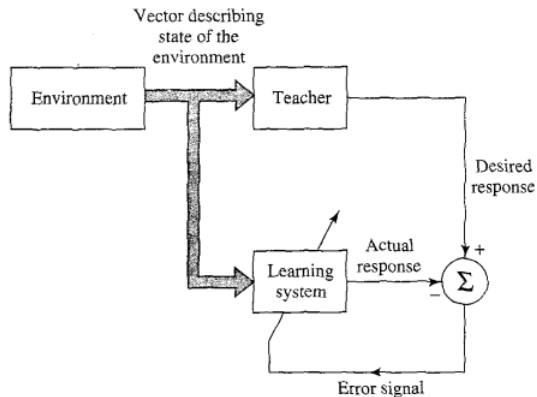 Vector describing
state of the
environment
Environment
Teacher
Desired
response
+
Actual
response
Learning
system
−
Σ
Error signal